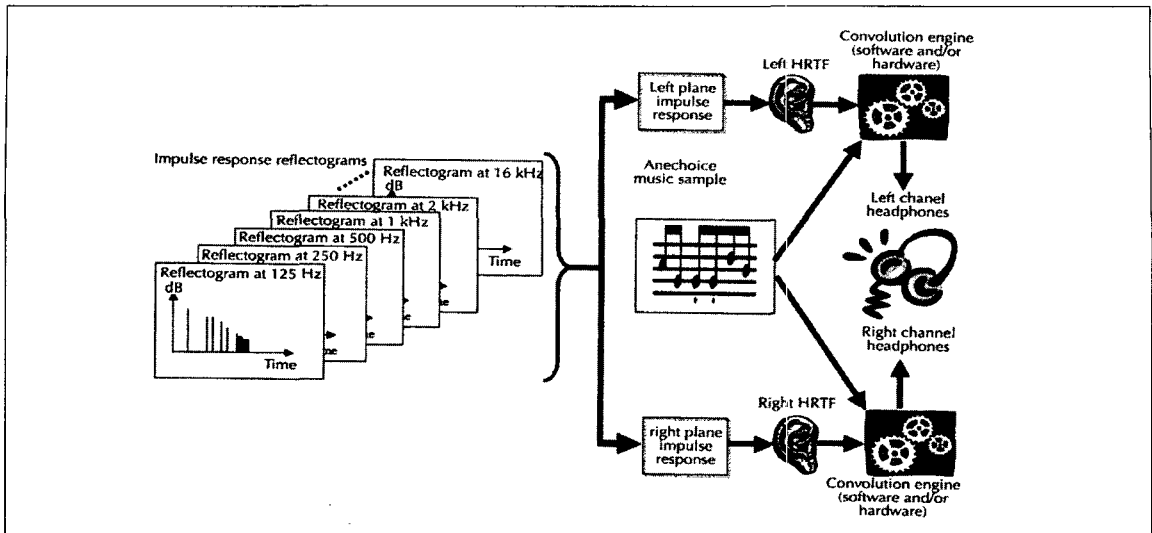 Convolution engine
(software and/or
hardware)
Left HRTF
Left plane
impulse
response
Impulse response reflectograms
Reflectogram at 16 kHz
dB
Time
Reflectogram at 2 kHz
Reflectogram at 1 kHz
me
Reflectogram at 500 Hz
ne
Reflectogram at 250 Hz
me
Reflectogram at 125 Hz
dB
Time
Anechoice
music sample
Left chanel
headphones
Right channel
headphones
right plane
impulse
response
Right HRTF
Convolution engine
(software and/or
hardware)